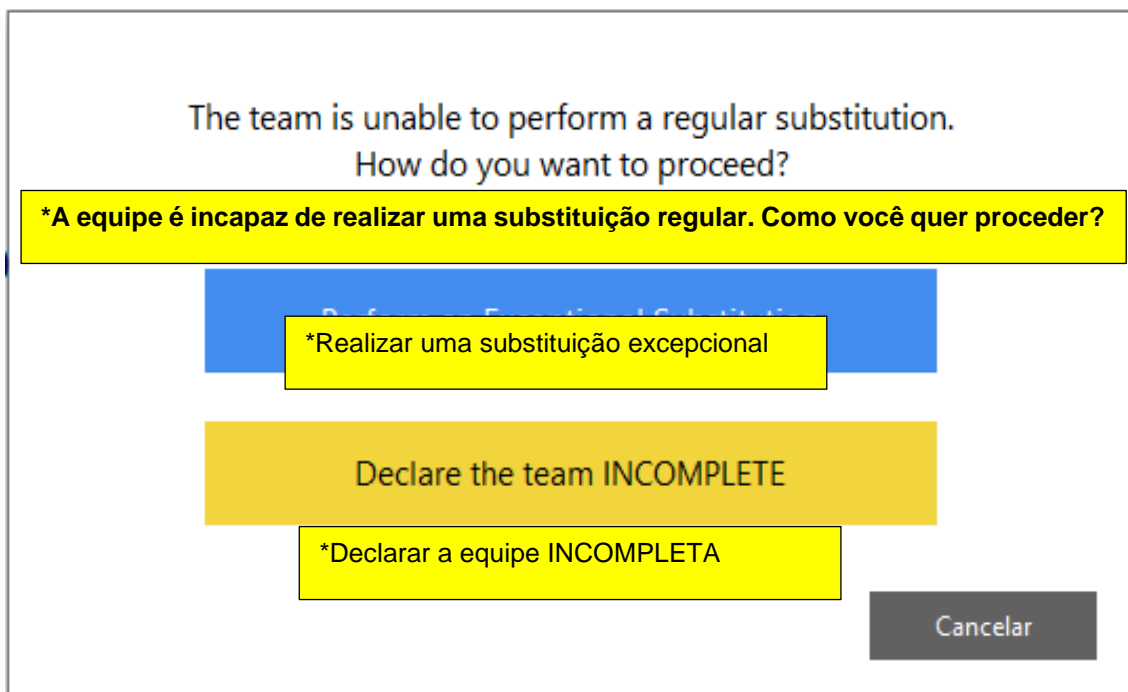 The team is unable to perform a regular substitution.
How do you want to proceed?
*A equipe é incapaz de realizar uma substituição regular. Como você quer proceder?
*Realizar uma substituição excepcional
Declare the team INCOMPLETE
*Declarar a equipe INCOMPLETA
Cancelar